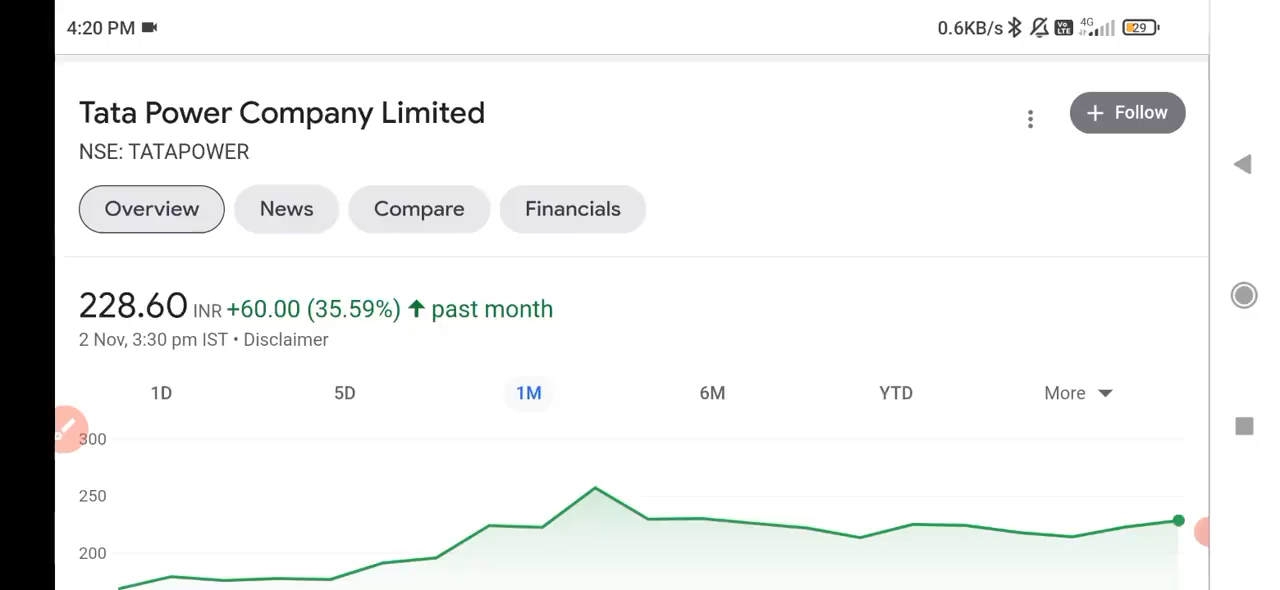 4:20 PM
0.6KB/s Vo LTE 4G 29
Tata Power Company Limited
+ Follow
NSE: TATAPOWER
Overview
News
Compare
Financials
228.60 INR +60.00 (35.59%) ↑ past month
2 Nov, 3:30 pm IST • Disclaimer
1D
5D
1M
6M
YTD
More
300
250
200